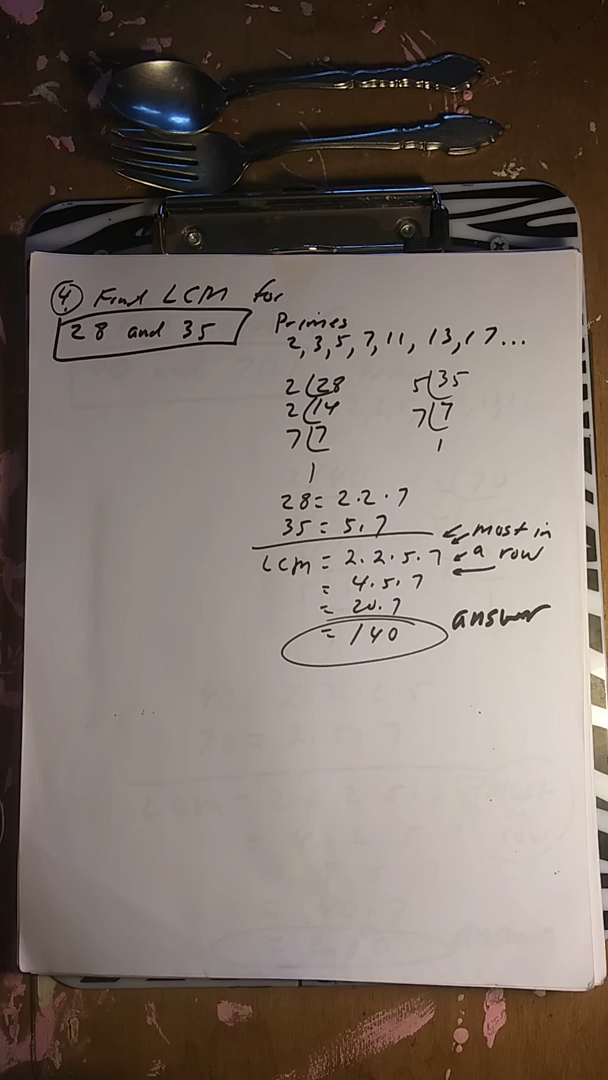 4. Find LCM for
28 and 35
Primes
2, 3, 5, 7, 11, 13, 17...
2 28
2 14
7 7
1
5 35
7 7
1
28 = 2.2.7
35 = 5.7
LCM = 2.2.5.7
= 4.5.7
= 20.7
= 140
most in
a row
answer